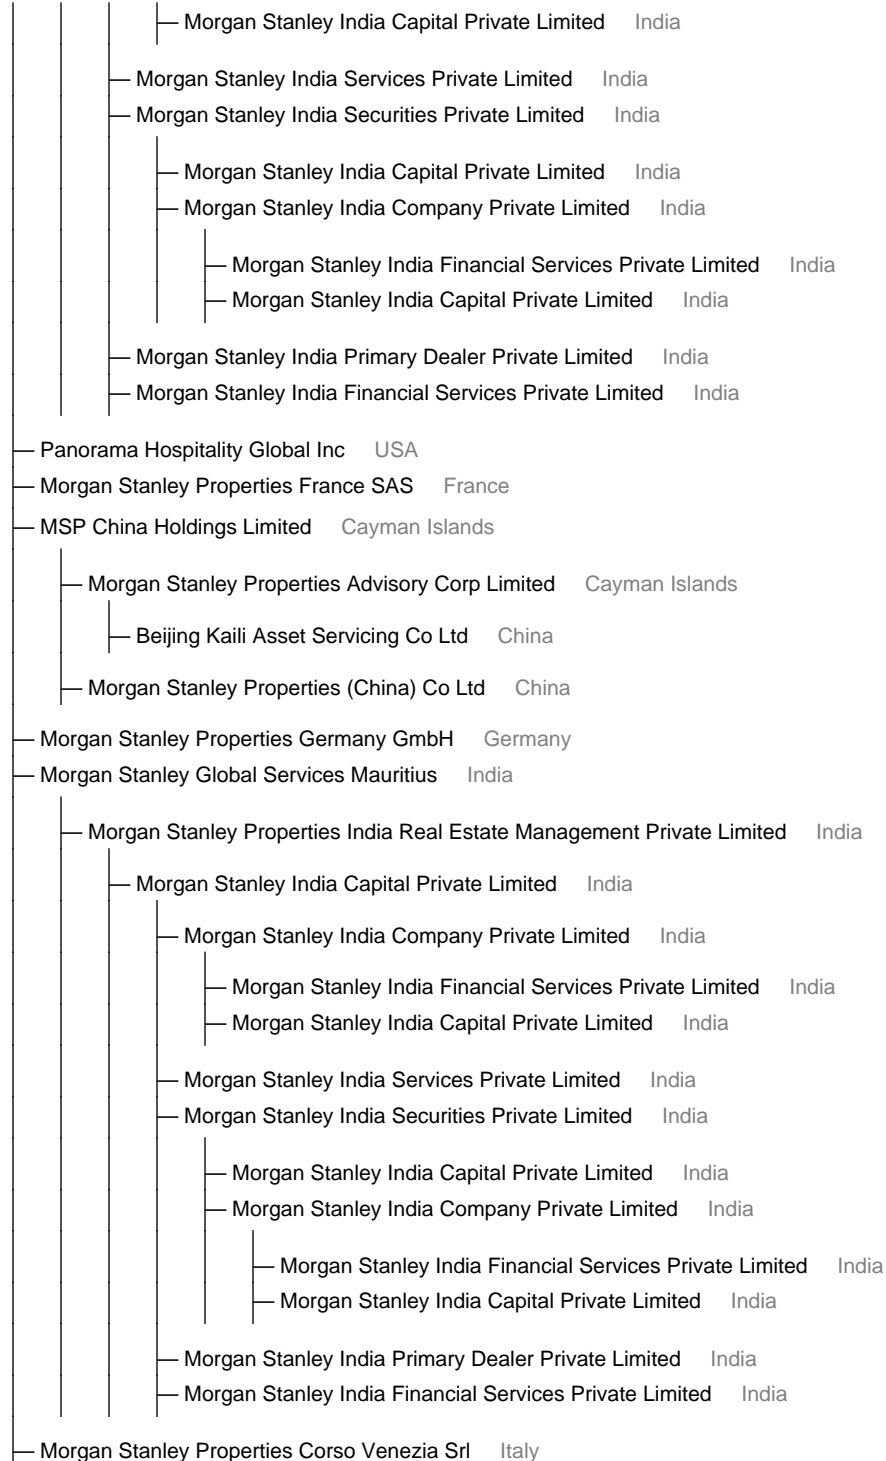 Morgan Stanley India Capital Private Limited India
Morgan Stanley India Services Private Limited India
Morgan Stanley India Securities Private Limited India
Morgan Stanley India Capital Private Limited India
Morgan Stanley India Company Private Limited India
Morgan Stanley India Financial Services Private Limited India
Morgan Stanley India Capital Private Limited India
Morgan Stanley India Primary Dealer Private Limited India
Morgan Stanley India Financial Services Private Limited India
Panorama Hospitality Global Inc USA
Morgan Stanley Properties France SAS France
MSP China Holdings Limited Cayman Islands
Morgan Stanley Properties Advisory Corp Limited Cayman Islands
Beijing Kaili Asset Servicing Co Ltd China
Morgan Stanley Properties (China) Co Ltd China
Morgan Stanley Properties Germany GmbH Germany
Morgan Stanley Global Services Mauritius India
Morgan Stanley Properties India Real Estate Management Private Limited India
Morgan Stanley India Capital Private Limited India
Morgan Stanley India Company Private Limited India
Morgan Stanley India Financial Services Private Limited India
Morgan Stanley India Capital Private Limited India
Morgan Stanley India Services Private Limited India
Morgan Stanley India Securities Private Limited India
Morgan Stanley India Capital Private Limited India
Morgan Stanley India Company Private Limited India
Morgan Stanley India Financial Services Private Limited India
Morgan Stanley India Capital Private Limited India
Morgan Stanley India Primary Dealer Private Limited India
Morgan Stanley India Financial Services Private Limited India
Morgan Stanley Properties Corso Venezia Srl Italy